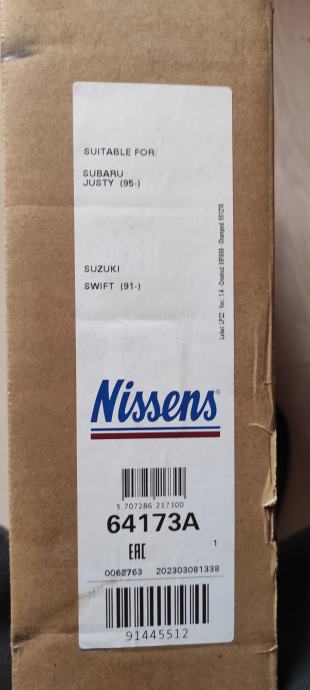 SUITABLE FOR:
SUBARU
JUSTY (95-)
SUZUKI
SWIFT (91-)
Nissens®
5 707286 217300
64173A
EAC
1
0062763 202303081338
91445512